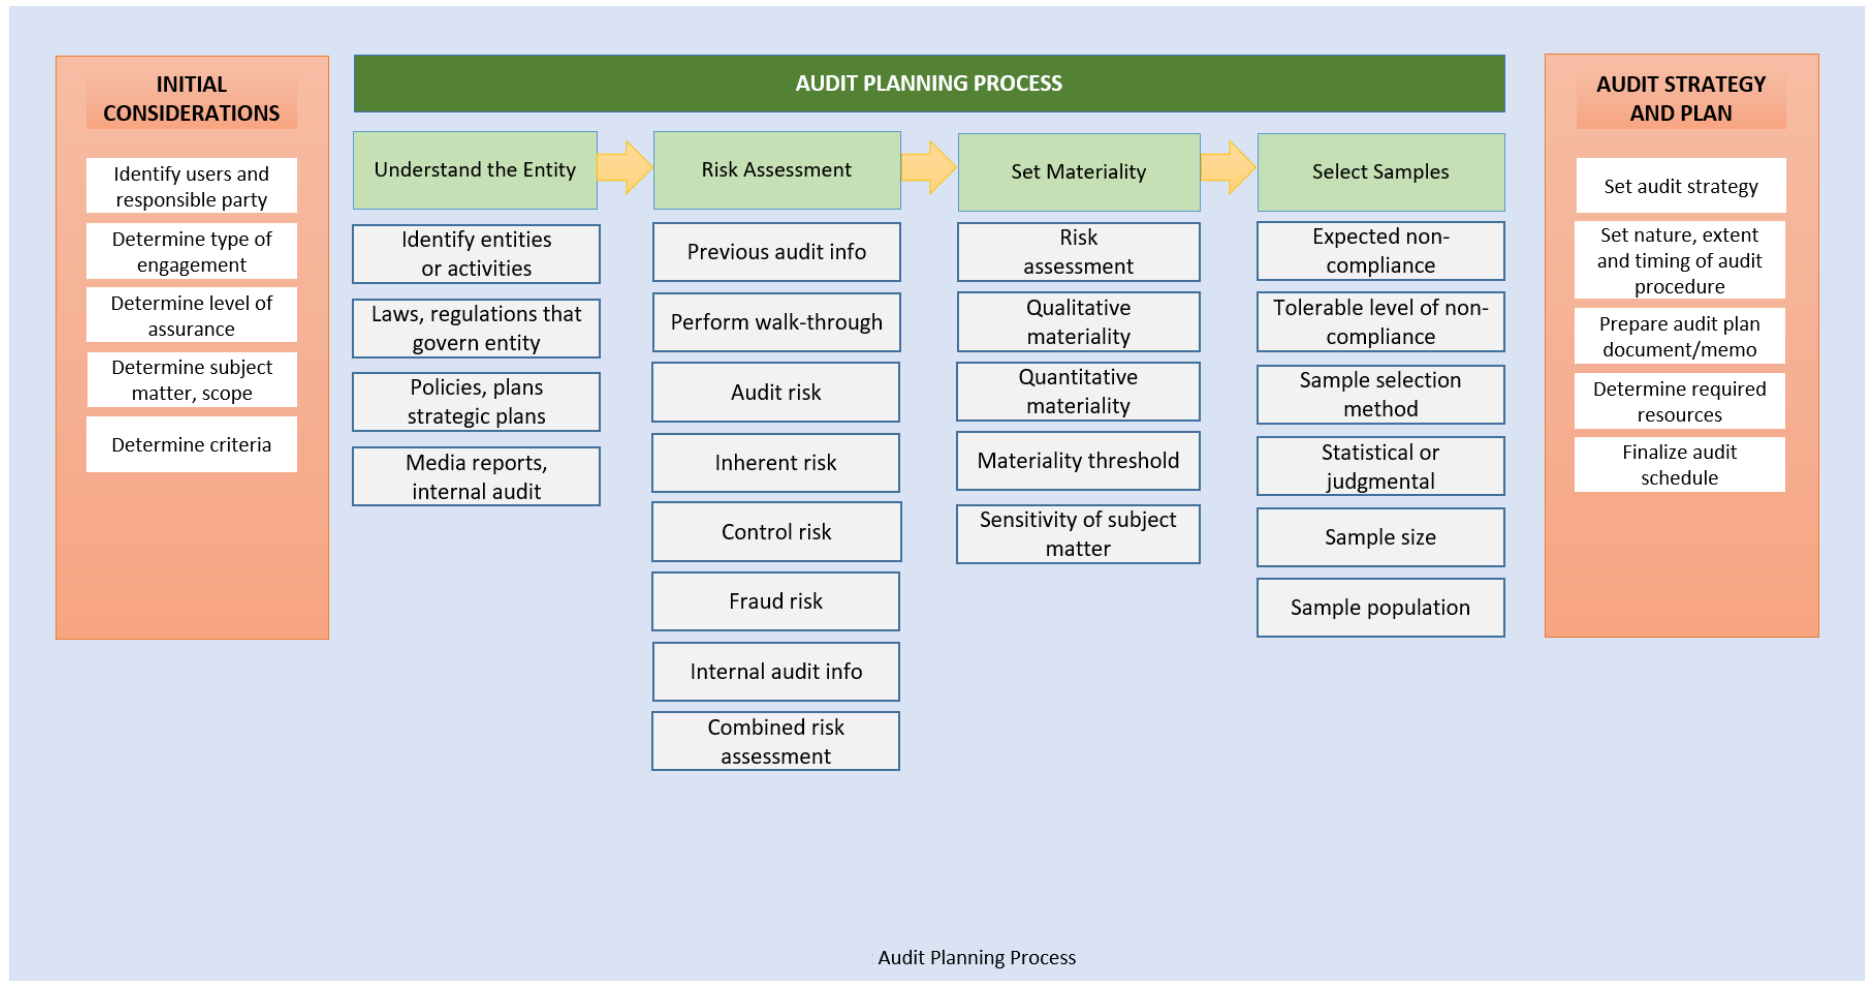 INITIAL
CONSIDERATIONS
Identify users and
responsible party
Determine type of
engagement
Determine level of
assurance
Determine subject
matter, scope
Determine criteria
AUDIT PLANNING PROCESS
Understand the Entity
Identify entities
or activities
Laws, regulations that
govern entity
Policies, plans
strategic plans
Media reports,
internal audit
Risk Assessment
Previous audit info
Perform walk-through
Audit risk
Inherent risk
Control risk
Fraud risk
Internal audit info
Combined risk
assessment
Set Materiality
Risk
assessment
Qualitative
materiality
Quantitative
materiality
Materiality threshold
Sensitivity of subject
matter
Select Samples
Expected non-
compliance
Tolerable level of non-
compliance
Sample selection
method
Statistical or
judgmental
Sample size
Sample population
AUDIT STRATEGY
AND PLAN
Set audit strategy
Set nature, extent
and timing of audit
procedure
Prepare audit plan
document/memo
Determine required
resources
Finalize audit
schedule
Audit Planning Process